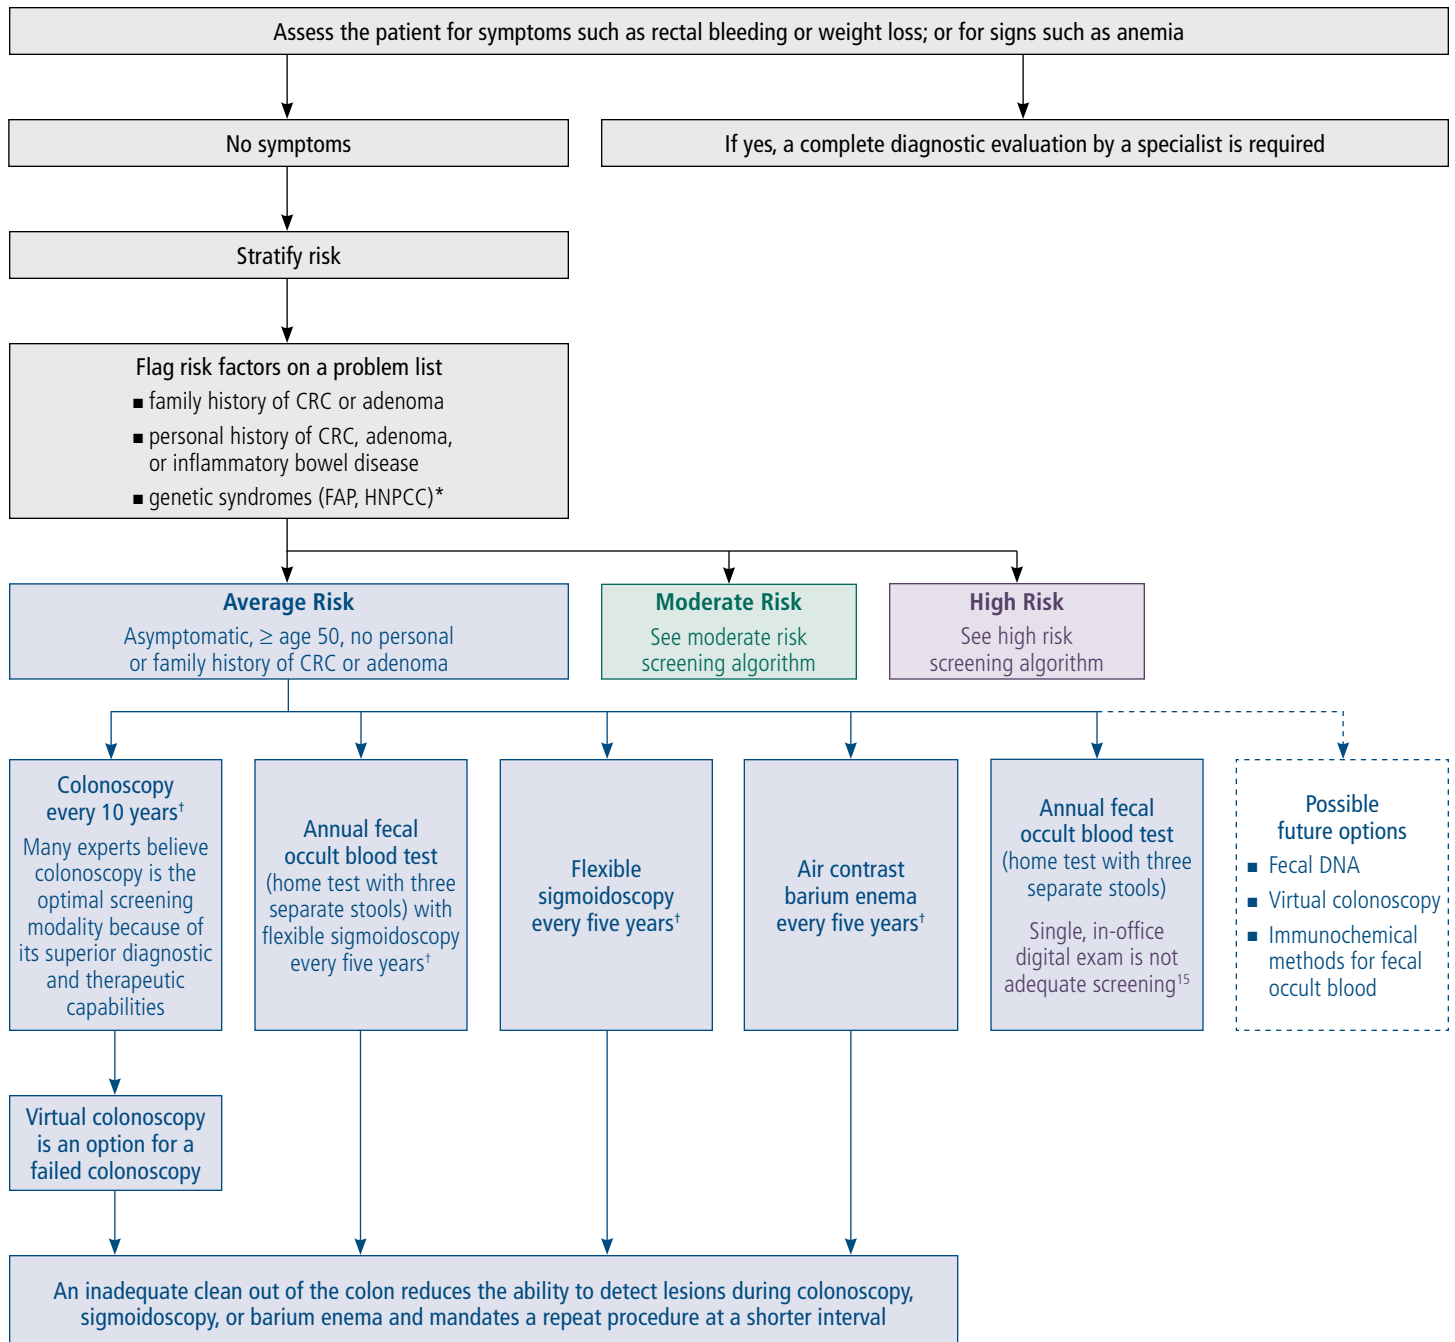 Assess the patient for symptoms such as rectal bleeding or weight loss; or for signs such as anemia
No symptoms
If yes, a complete diagnostic evaluation by a specialist is required
Stratify risk
Flag risk factors on a problem list
■ family history of CRC or adenoma
■ personal history of CRC, adenoma,
or inflammatory bowel disease
■ genetic syndromes (FAP, HNPCC)*
Average Risk
Asymptomatic, ≥ age 50, no personal
or family history of CRC or adenoma
Moderate Risk
See moderate risk
screening algorithm
High Risk
See high risk
screening algorithm
Colonoscopy
every 10 years†
Many experts believe
colonoscopy is the
optimal screening
modality because of
its superior diagnostic
and therapeutic
capabilities
Annual fecal
occult blood test
(home test with three
separate stools) with
flexible sigmoidoscopy
every five years†
Flexible
sigmoidoscopy
every five years†
Air contrast
barium enema
every five years†
Annual fecal
occult blood test
(home test with three
separate stools)
Single, in-office
digital exam is not
adequate screening15
Possible
future options
■ Fecal DNA
■ Virtual colonoscopy
■ Immunochemical
methods for fecal
occult blood
Virtual colonoscopy
is an option for a
failed colonoscopy
An inadequate clean out of the colon reduces the ability to detect lesions during colonoscopy,
sigmoidoscopy, or barium enema and mandates a repeat procedure at a shorter interval